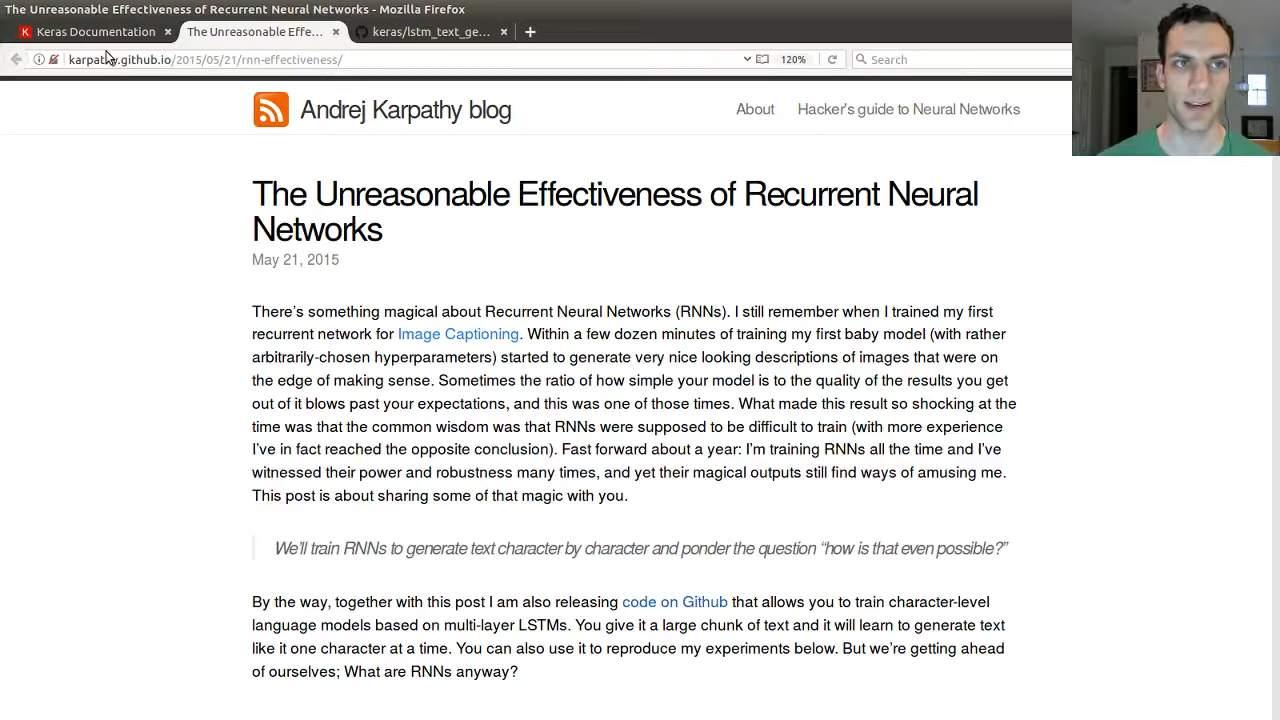 The Unreasonable Effectiveness of Recurrent Neural Networks - Mozilla Firefox
K Keras Documentation × The Unreasonable Effe... × keras/lstm_text_ge... × +
karpathy.github.io/2015/05/21/rnn-effectiveness/ 120% Search
Andrej Karpathy blog About Hacker's guide to Neural Networks
The Unreasonable Effectiveness of Recurrent Neural
Networks
May 21, 2015
There's something magical about Recurrent Neural Networks (RNNs). I still remember when I trained my first
recurrent network for Image Captioning. Within a few dozen minutes of training my first baby model (with rather
arbitrarily-chosen hyperparameters) started to generate very nice looking descriptions of images that were on
the edge of making sense. Sometimes the ratio of how simple your model is to the quality of the results you get
out of it blows past your expectations, and this was one of those times. What made this result so shocking at the
time was that the common wisdom was that RNNs were supposed to be difficult to train (with more experience
I've in fact reached the opposite conclusion). Fast forward about a year: I'm training RNNs all the time and I've
witnessed their power and robustness many times, and yet their magical outputs still find ways of amusing me.
This post is about sharing some of that magic with you.
We'll train RNNs to generate text character by character and ponder the question “how is that even possible?”
By the way, together with this post I am also releasing code on Github that allows you to train character-level
language models based on multi-layer LSTMs. You give it a large chunk of text and it will learn to generate text
like it one character at a time. You can also use it to reproduce my experiments below. But we're getting ahead
of ourselves; What are RNNs anyway?